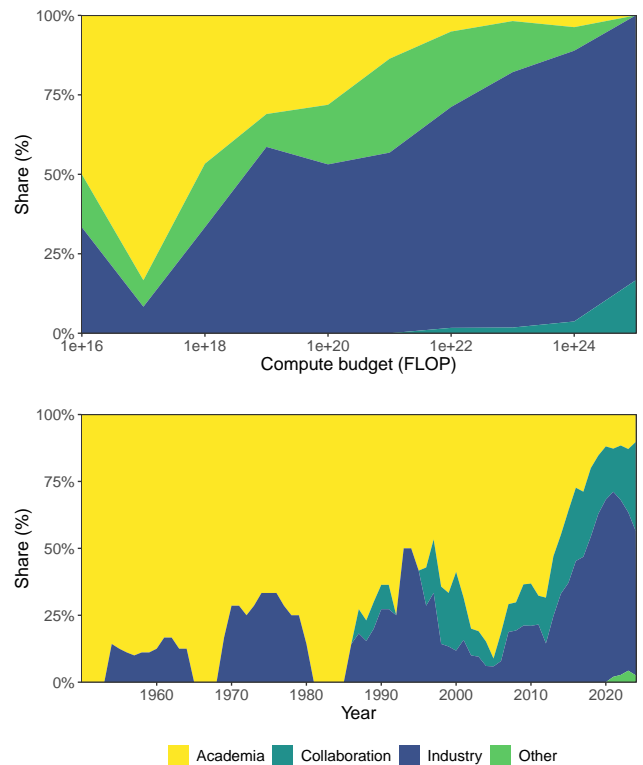 100%
75%
50%
25%
0%
Share (%)
1e+16 1e+18 1e+20 1e+22 1e+24
Compute budget (FLOP)
100%
75%
50%
25%
0%
Share (%)
1960 1970 1980 1990 2000 2010 2020
Year
Academia Collaboration Industry Other